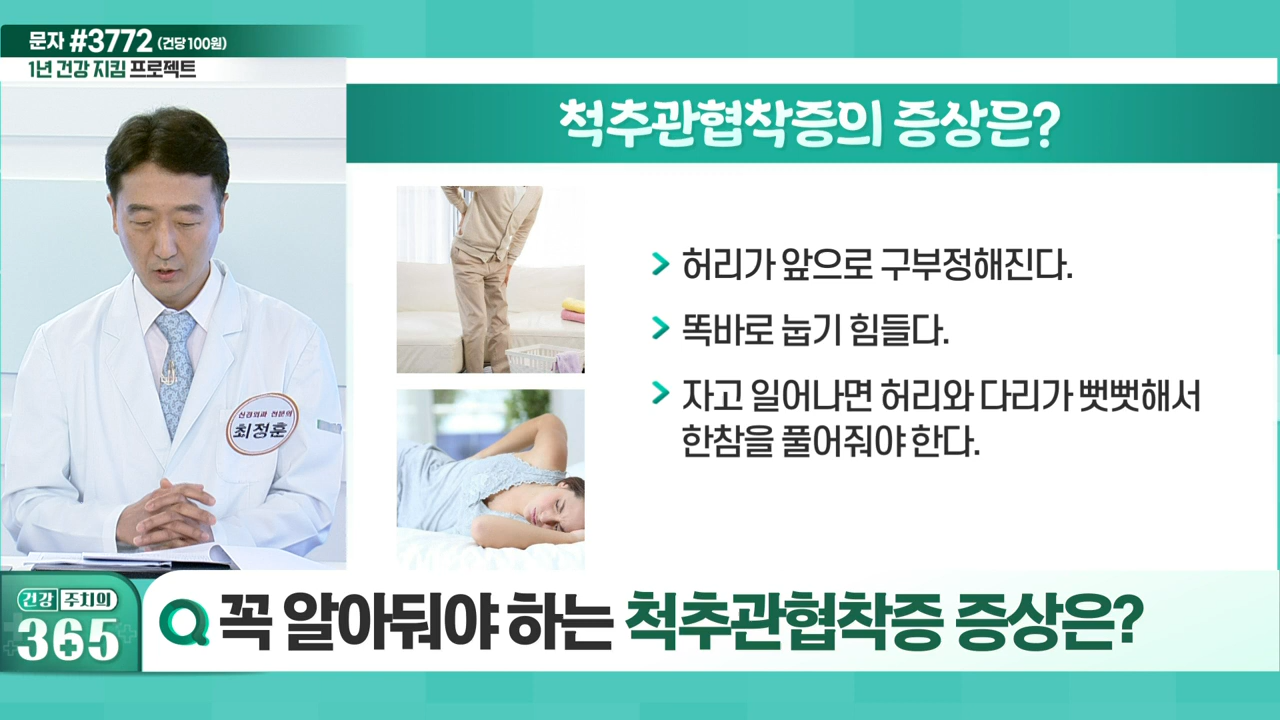 문자 #3772 (건당 100원)
1년 건강 지킴 프로젝트
척추관협착증의 증상은?
허리가 앞으로 구부정해진다.
똑바로 눕기 힘들다.
자고 일어나면 허리와 다리가 뻣뻣해서
한참을 풀어줘야 한다.
신경외과 전문의
최정훈
건강 주치의
365
Q 꼭 알아둬야 하는 척추관협착증 증상은?